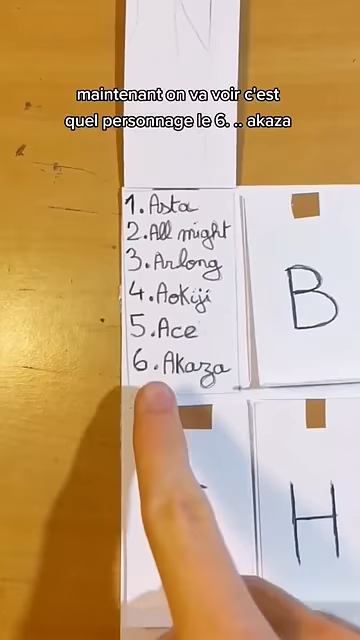 maintenant on va voir c'est
quel personnage le 6. .. akaza
1. Asta
2. All might
3. Arlong
4. Aokiji
5. Ace
6. Akaza
B
H